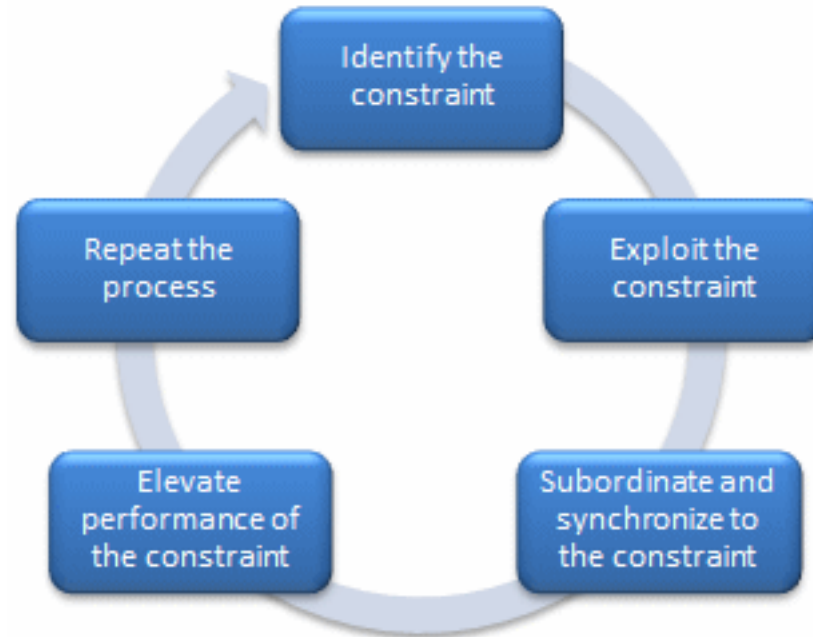 Identify the
constraint
Exploit the
constraint
Subordinate and
synchronize to
the constraint
Elevate
performance of
the constraint
Repeat the
process